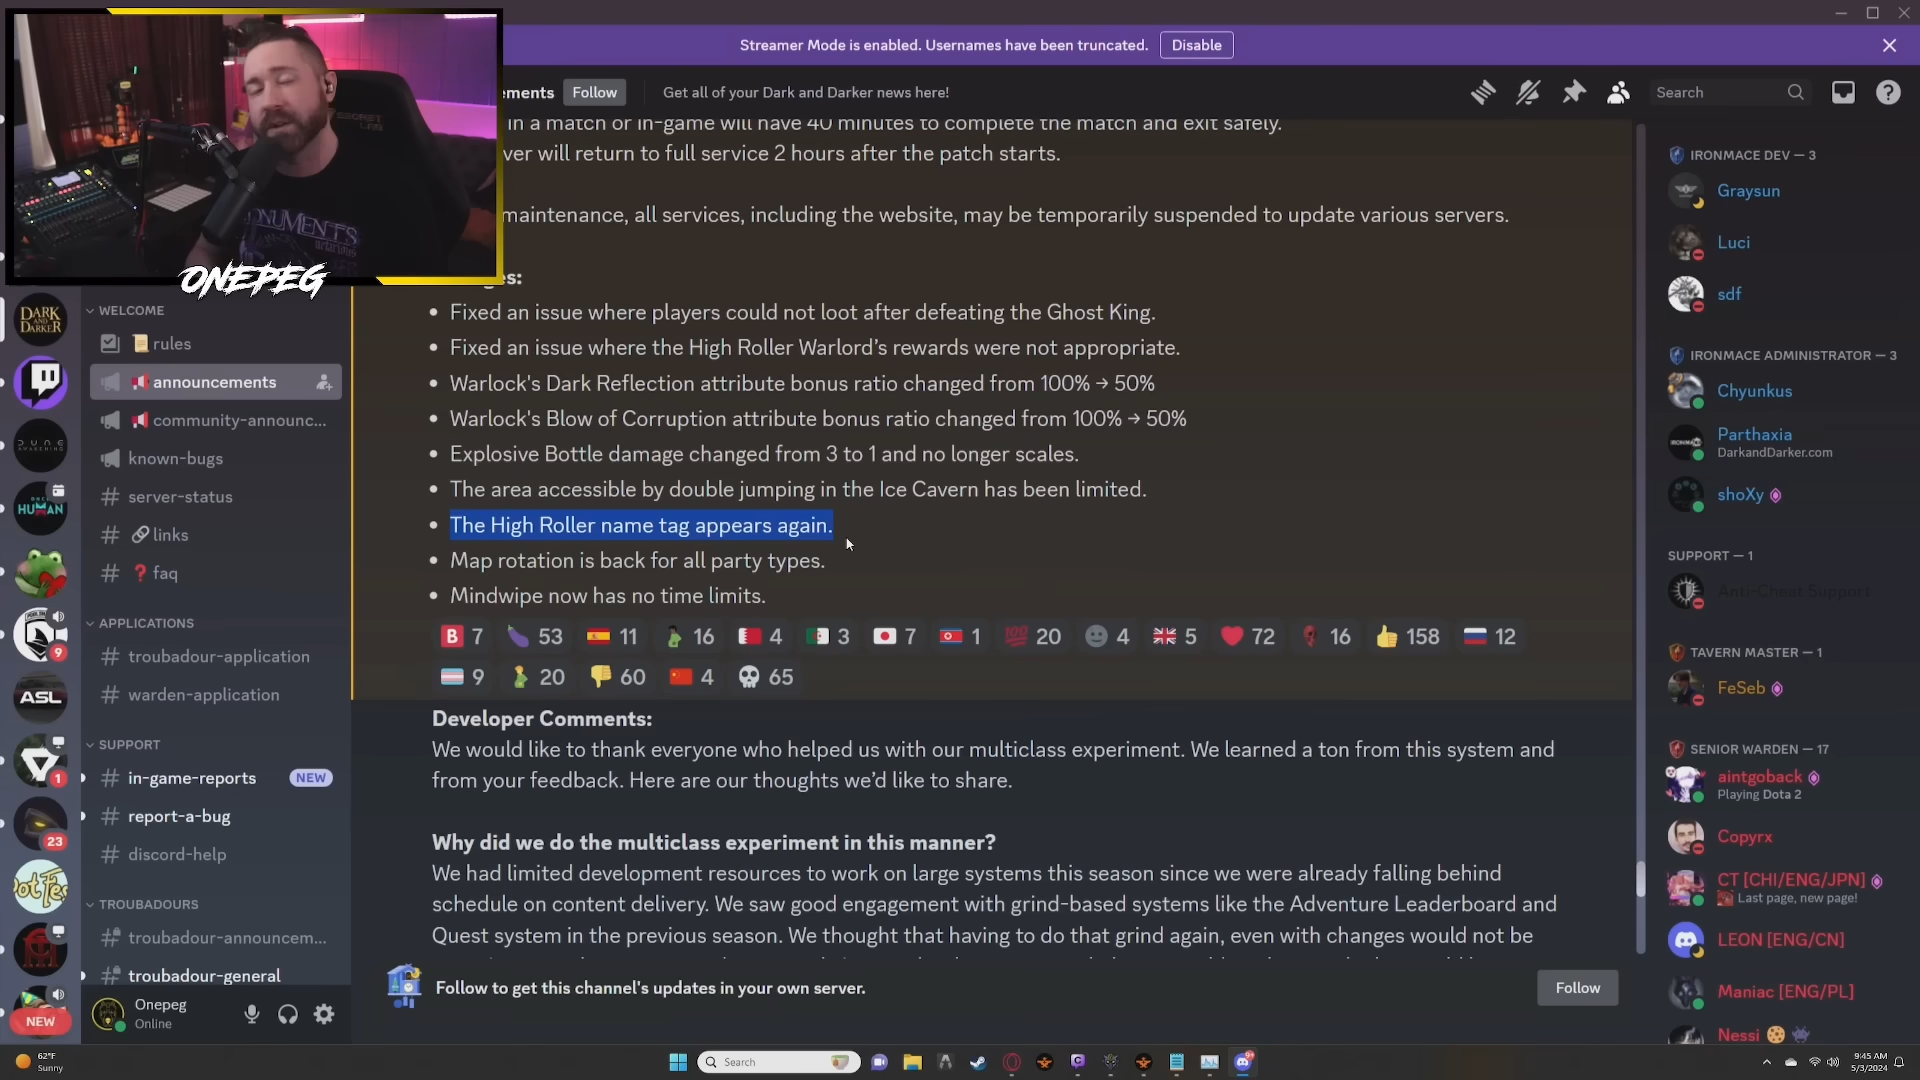 Streamer Mode is enabled. Usernames have been truncated.
Disable
ements
Follow
Get all of your Dark and Darker news here!
Search
in a match or in-game will have 40 minutes to complete the match and exit safely.
ver will return to full service 2 hours after the patch starts.
maintenance, all services, including the website, may be temporarily suspended to update various servers.
es:
• Fixed an issue where players could not loot after defeating the Ghost King.
• Fixed an issue where the High Roller Warlord's rewards were not appropriate.
• Warlock's Dark Reflection attribute bonus ratio changed from 100% → 50%
• Warlock's Blow of Corruption attribute bonus ratio changed from 100% → 50%
• Explosive Bottle damage changed from 3 to 1 and no longer scales.
• The area accessible by double jumping in the Ice Cavern has been limited.
• The High Roller name tag appears again.
• Map rotation is back for all party types.
• Mindwipe now has no time limits.
B 7 53 11 16 4 3 7 1 100 20 4 5 72 16 158 12
9 20 60 4 65
Developer Comments:
We would like to thank everyone who helped us with our multiclass experiment. We learned a ton from this system and
from your feedback. Here are our thoughts we'd like to share.
Why did we do the multiclass experiment in this manner?
We had limited development resources to work on large systems this season since we were already falling behind
schedule on content delivery. We saw good engagement with grind-based systems like the Adventure Leaderboard and
Quest system in the previous season. We thought that having to do that grind again, even with changes would not be
Follow to get this channel's updates in your own server.
Follow
SECRET
LAB
MONUMENTS
ONEPEG
DARK
AND
DARKER
DUNE
AWAKENING
ONCE
HUMAN
9
ASL
1
23
NEW
WELCOME
rules
announcements
community-announc...
known-bugs
# server-status
# links
# ? faq
APPLICATIONS
# troubadour-application
# warden-application
SUPPORT
# in-game-reports NEW
# report-a-bug
# discord-help
TROUBADOURS
# troubadour-announcem...
# troubadour-general
Onepeg
Online
IRONMACE DEV — 3
Graysun
Luci
sdf
IRONMACE ADMINISTRATOR — 3
Chyunkus
Parthaxia
DarkandDarker.com
shoXy
SUPPORT — 1
Anti-Cheat Support
TAVERN MASTER — 1
FeSeb
SENIOR WARDEN — 17
aintgoback
Playing Dota 2
Copyrx
CT [CHI/ENG/JPN]
Last page, new page!
LEON [ENG/CN]
Maniac [ENG/PL]
Nessi
62°F
Sunny
Search
9:45 AM
5/3/2024